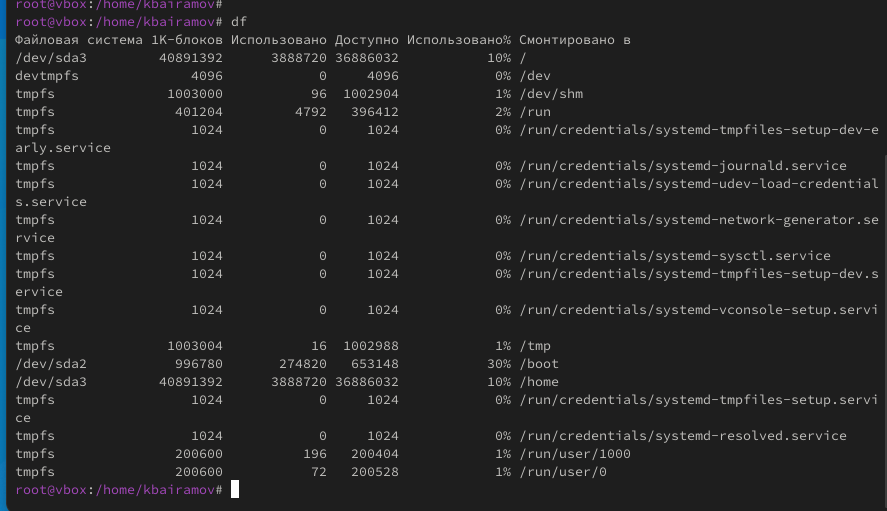 root@vbox:/home/kbairamov#
root@vbox:/home/kbairamov# df
Файловая система 1K-блоков Использовано Доступно Использовано% Смонтировано в
/dev/sda3         40891392      3888720 36886032           10% /
devtmpfs              4096            0     4096            0% /dev
tmpfs              1003000           96  1002904            1% /dev/shm
tmpfs               401204         4792   396412            2% /run
tmpfs                 1024            0     1024            0% /run/credentials/systemd-tmpfiles-setup-dev-e
arly.service
tmpfs                 1024            0     1024            0% /run/credentials/systemd-journald.service
tmpfs                 1024            0     1024            0% /run/credentials/systemd-udev-load-credential
s.service
tmpfs                 1024            0     1024            0% /run/credentials/systemd-network-generator.se
rvice
tmpfs                 1024            0     1024            0% /run/credentials/systemd-sysctl.service
tmpfs                 1024            0     1024            0% /run/credentials/systemd-tmpfiles-setup-dev.s
ervice
tmpfs                 1024            0     1024            0% /run/credentials/systemd-vconsole-setup.servi
ce
tmpfs              1003004           16  1002988            1% /tmp
/dev/sda2           996780       274820   653148           30% /boot
/dev/sda3         40891392      3888720 36886032           10% /home
tmpfs                 1024            0     1024            0% /run/credentials/systemd-tmpfiles-setup.servi
ce
tmpfs                 1024            0     1024            0% /run/credentials/systemd-resolved.service
tmpfs               200600          196   200404            1% /run/user/1000
tmpfs               200600           72   200528            1% /run/user/0
root@vbox:/home/kbairamov#